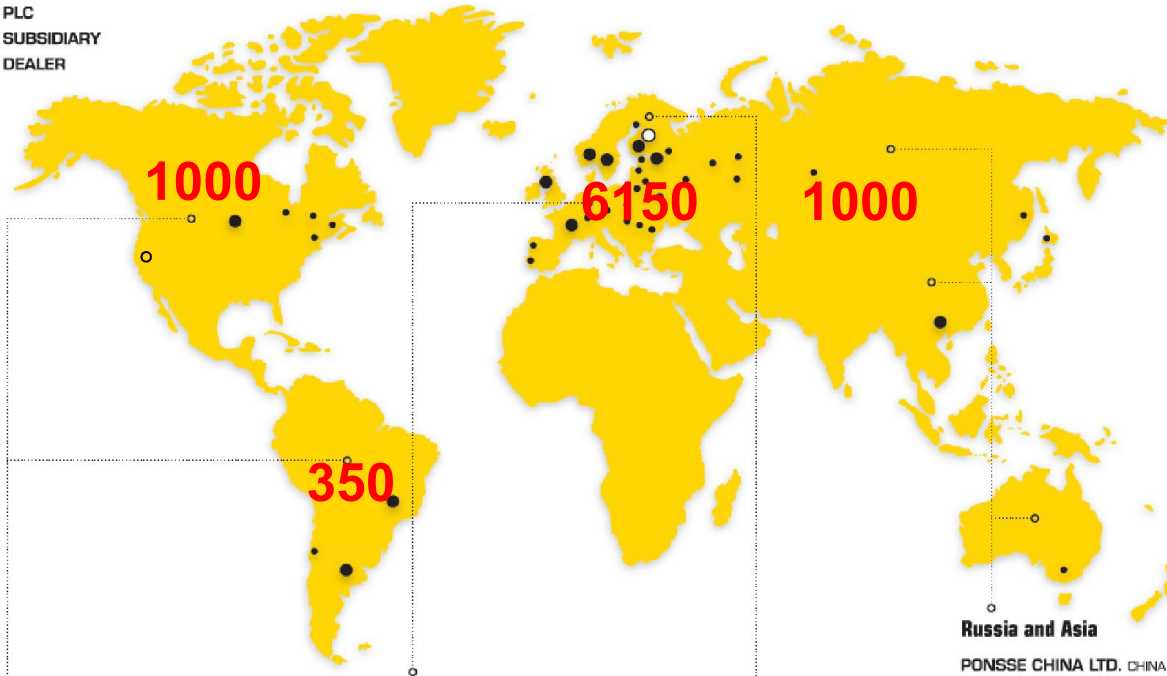 PLC
SUBSIDIARY
DEALER
1000
6150
1000
350
Russia and Asia
PONSSE CHINA LTD. CHINA